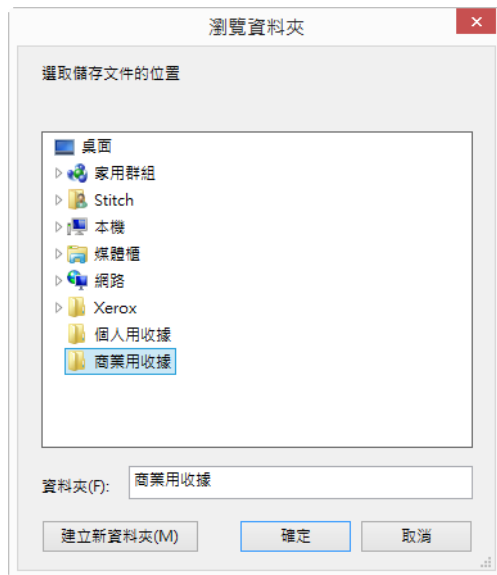 瀏覽資料夾
選取儲存文件的位置
桌面
家用群組
Stitch
本機
媒體櫃
網路
Xerox
個人用收據
商業用收據
資料夾(F): 商業用收據
建立新資料夾(M) 確定 取消